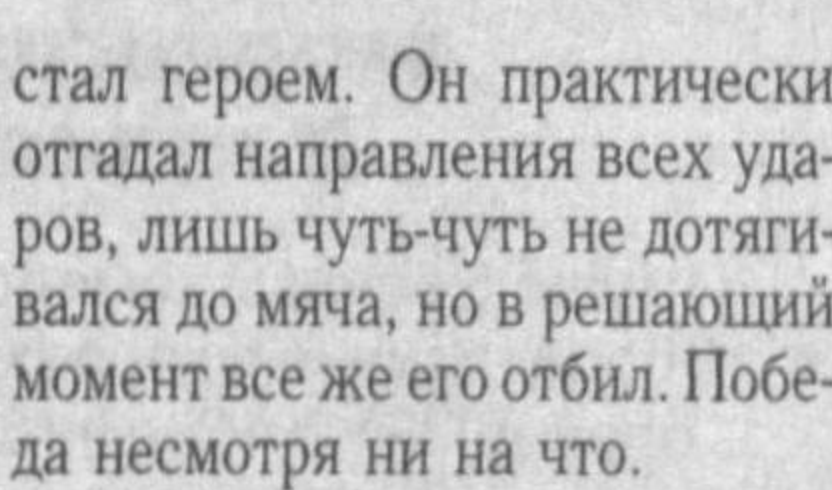 стал героем. Он практически
отгадал направления всех уда-
ров, лишь чуть-чуть не дотяги-
вался до мяча, но в решающий
момент все же его отбил. Побе-
да несмотря ни на что.